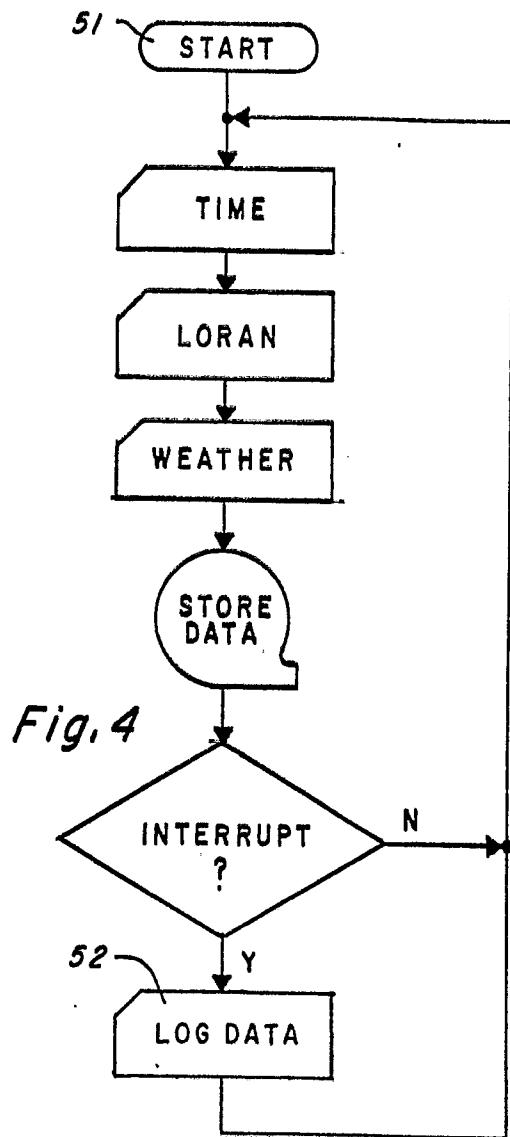 51
START
TIME
LORAN
WEATHER
STORE
DATA
Fig. 4
INTERRUPT
?
N
Y
52
LOG DATA